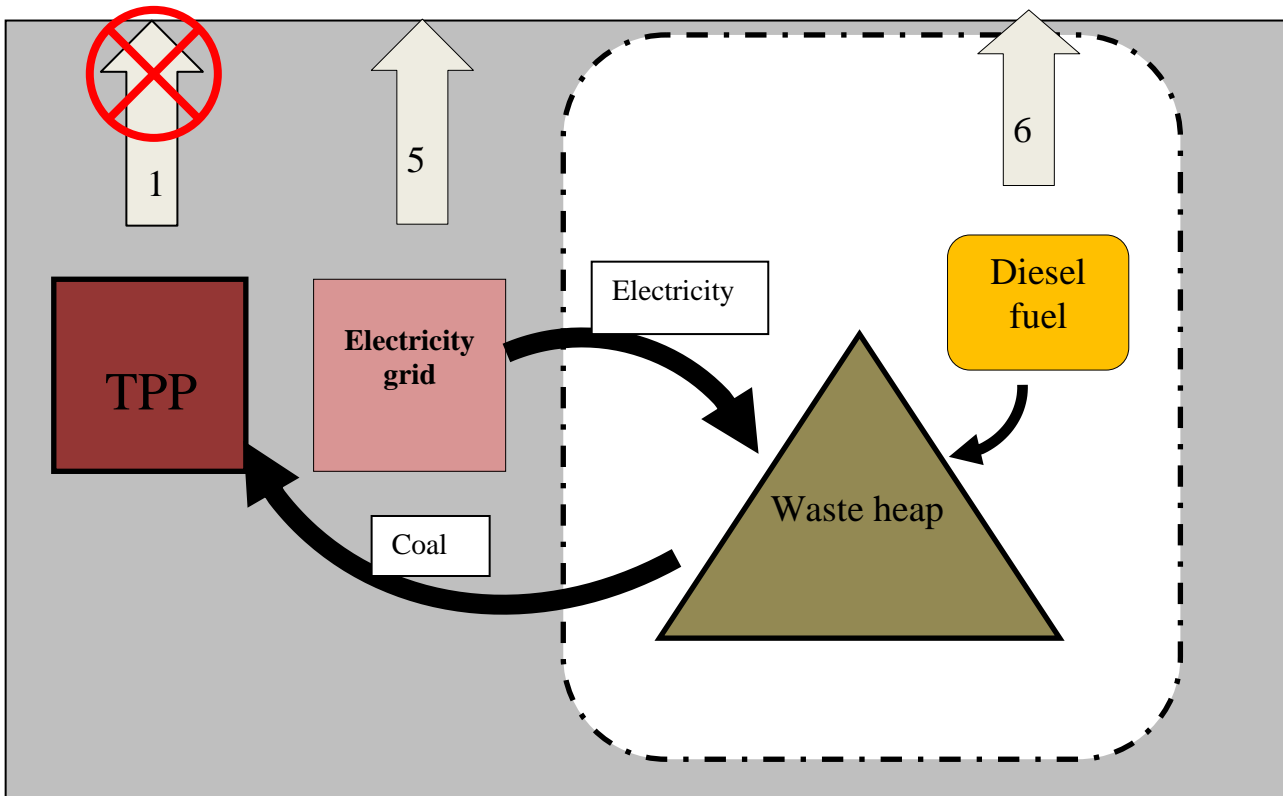 1
5
6
Electricity
Diesel
fuel
TPP
Electricity
grid
Waste heap
Coal